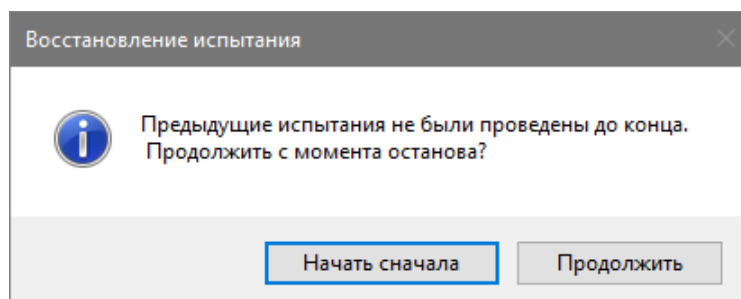 Восстановление испытания
Предыдущие испытания не были проведены до конца.
Продолжить с момента останова?
Начать сначала
Продолжить